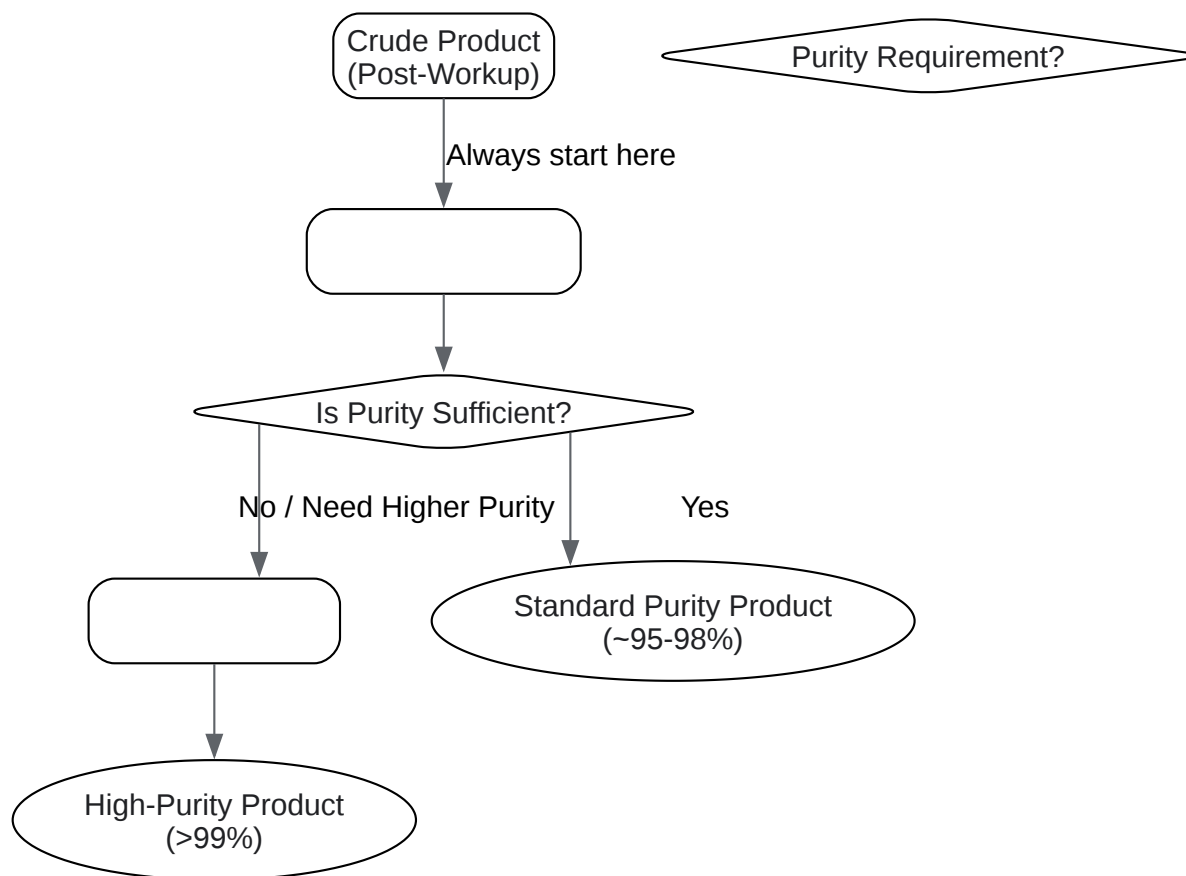 Crude Product
(Post-Workup)
Purity Requirement?
Always start here
Is Purity Sufficient?
No / Need Higher Purity
Yes
Standard Purity Product
(~95-98%)
High-Purity Product
(>99%)